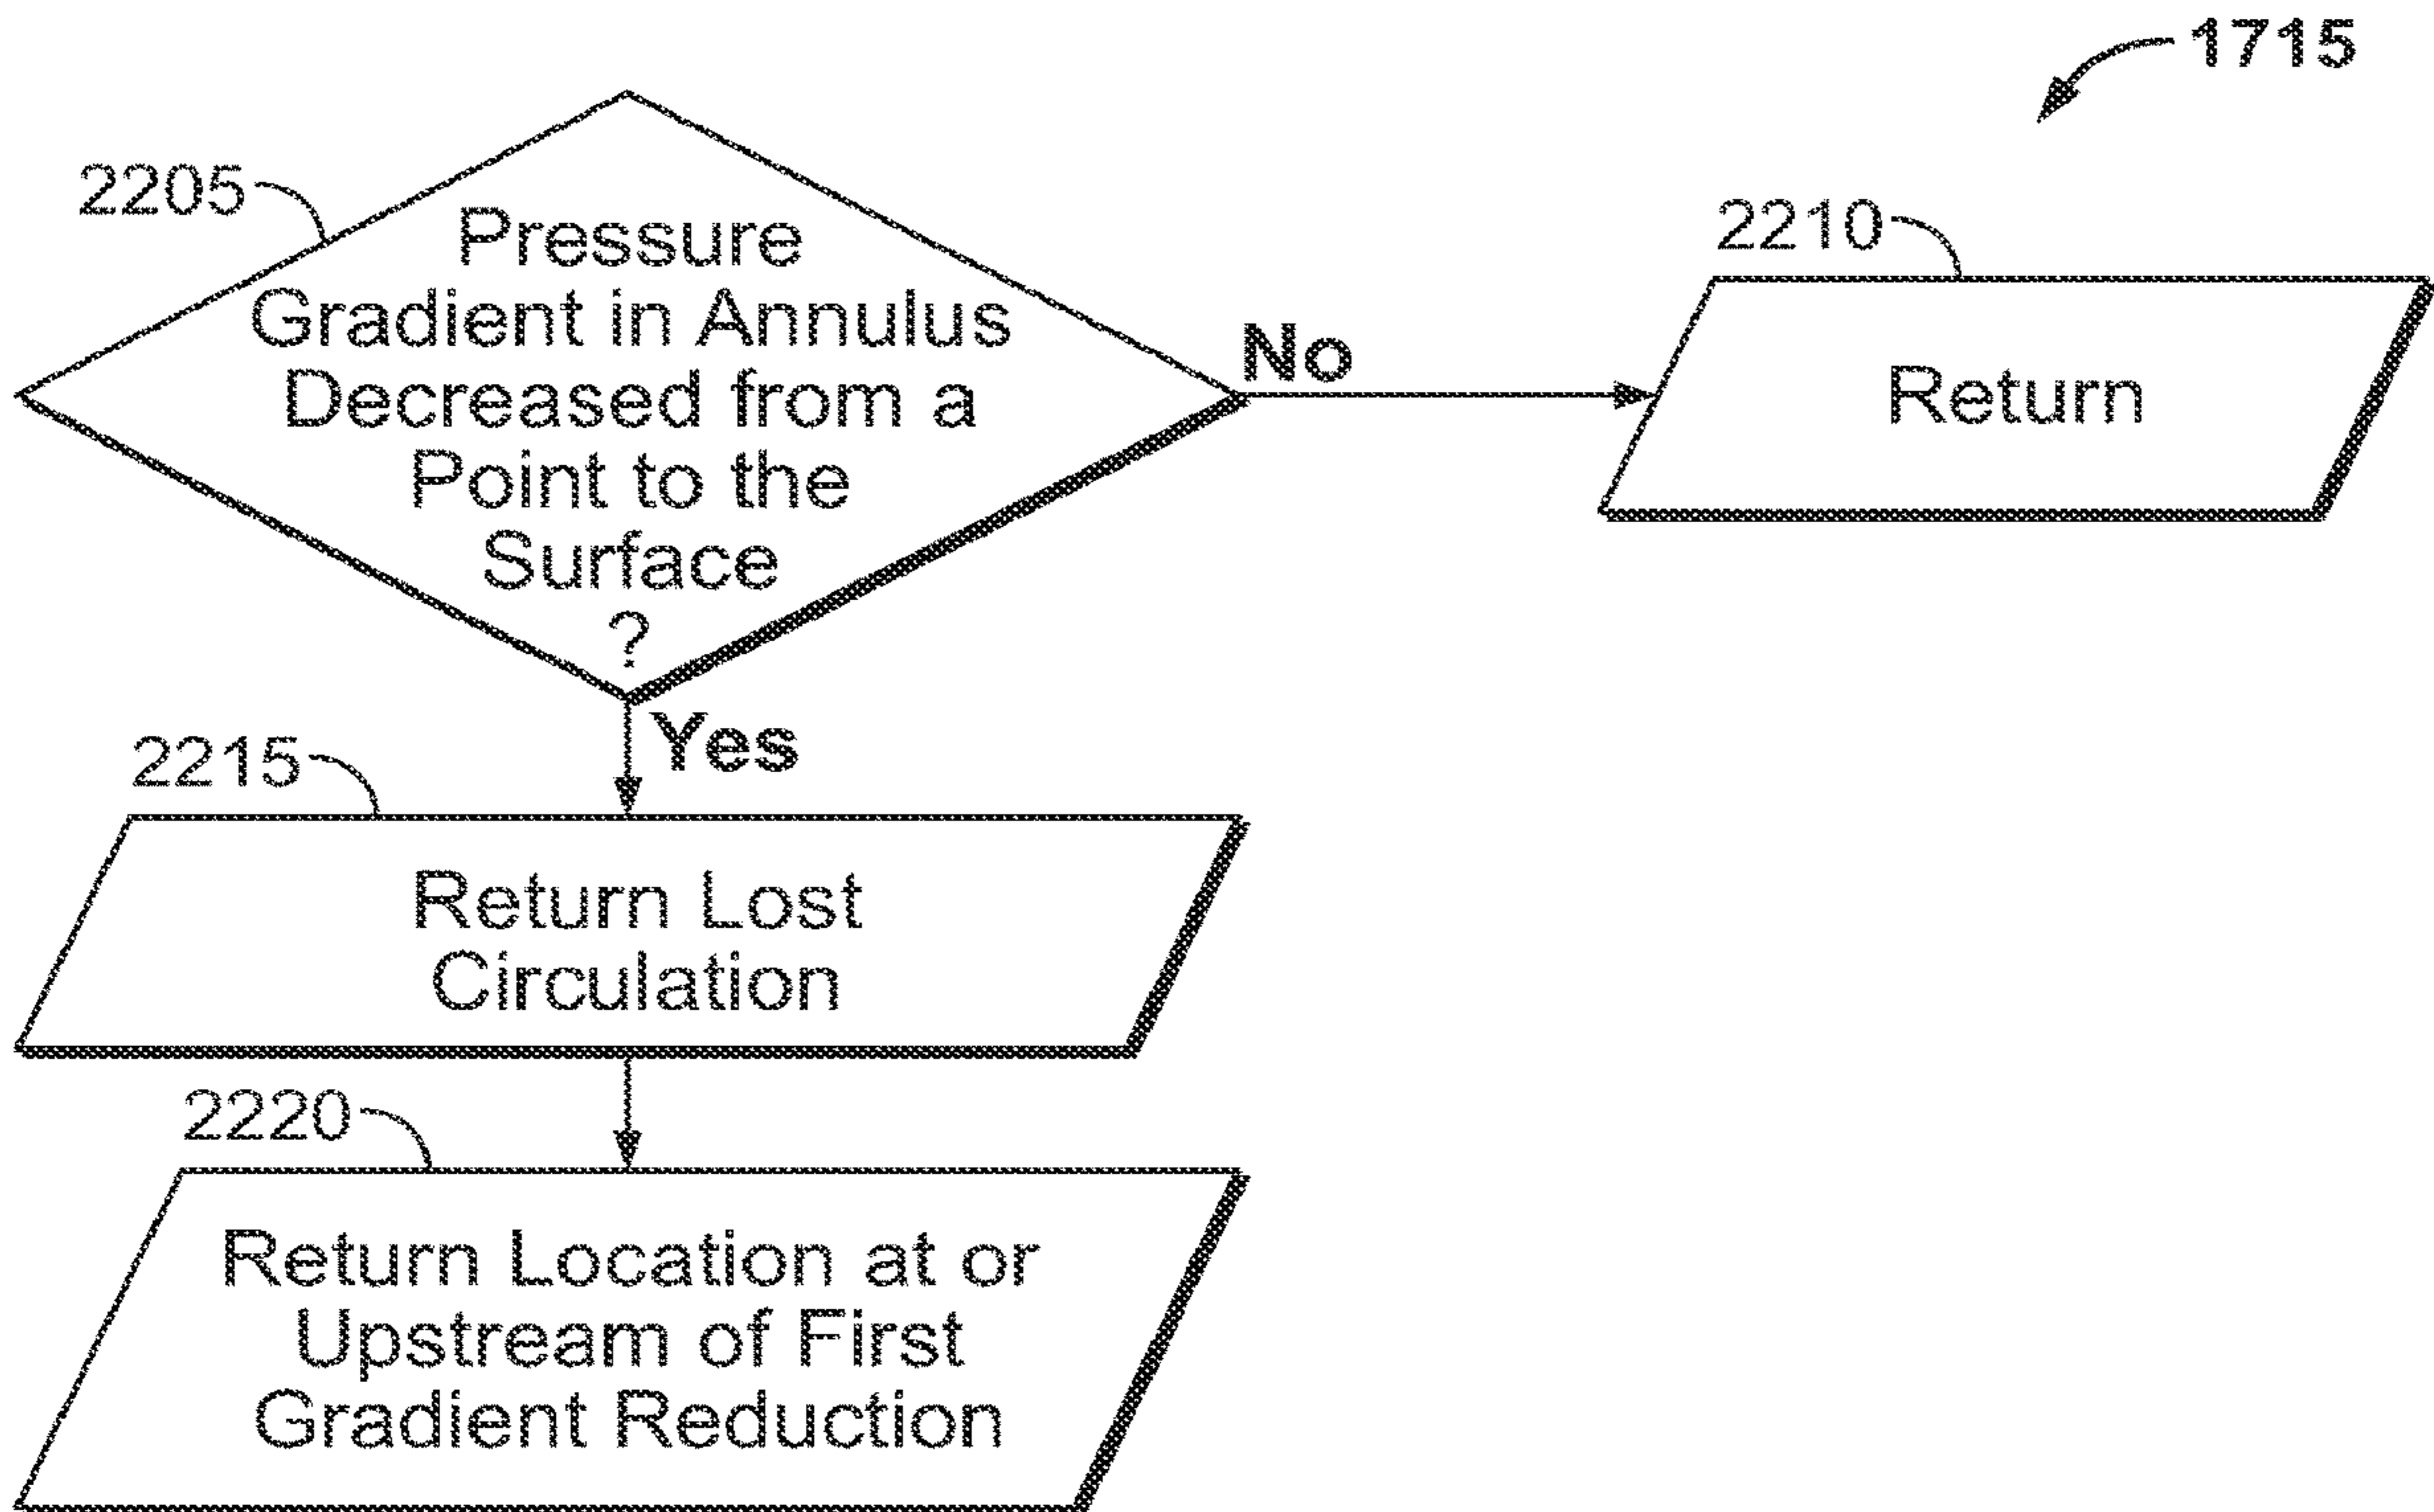 1715
2205
Pressure
Gradient in Annulus
Decreased from a
Point to the
Surface
?
No
2210
Return
Yes
2215
Return Lost
Circulation
2220
Return Location at or
Upstream of First
Gradient Reduction